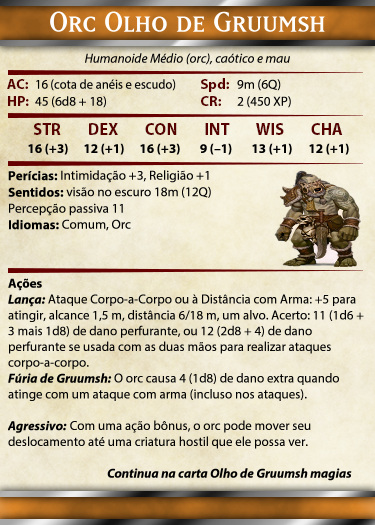 Orc Olho de Gruumsh
Humanoide Médio (orc), caótico e mau
AC: 16 (cota de anéis e escudo) Spd: 9m (6Q)
HP: 45 (6d8 + 18) CR: 2 (450 XP)
STR DEX CON INT WIS CHA
16 (+3) 12 (+1) 16 (+3) 9 (–1) 13 (+1) 12 (+1)
Perícias: Intimidação +3, Religião +1
Sentidos: visão no escuro 18m (12Q)
Percepção passiva 11
Idiomas: Comum, Orc
Ações
Lança: Ataque Corpo-a-Corpo ou à Distância com Arma: +5 para
atingir, alcance 1,5 m, distância 6/18 m, um alvo. Acerto: 11 (1d6 +
3 mais 1d8) de dano perfurante, ou 12 (2d8 + 4) de dano
perfurante se usada com as duas mãos para realizar ataques
corpo-a-corpo.
Fúria de Gruumsh: O orc causa 4 (1d8) de dano extra quando
atinge com um ataque com arma (incluso nos ataques).
Agressivo: Com uma ação bônus, o orc pode mover seu
deslocamento até uma criatura hostil que ele possa ver.
Continua na carta Olho de Gruumsh magias